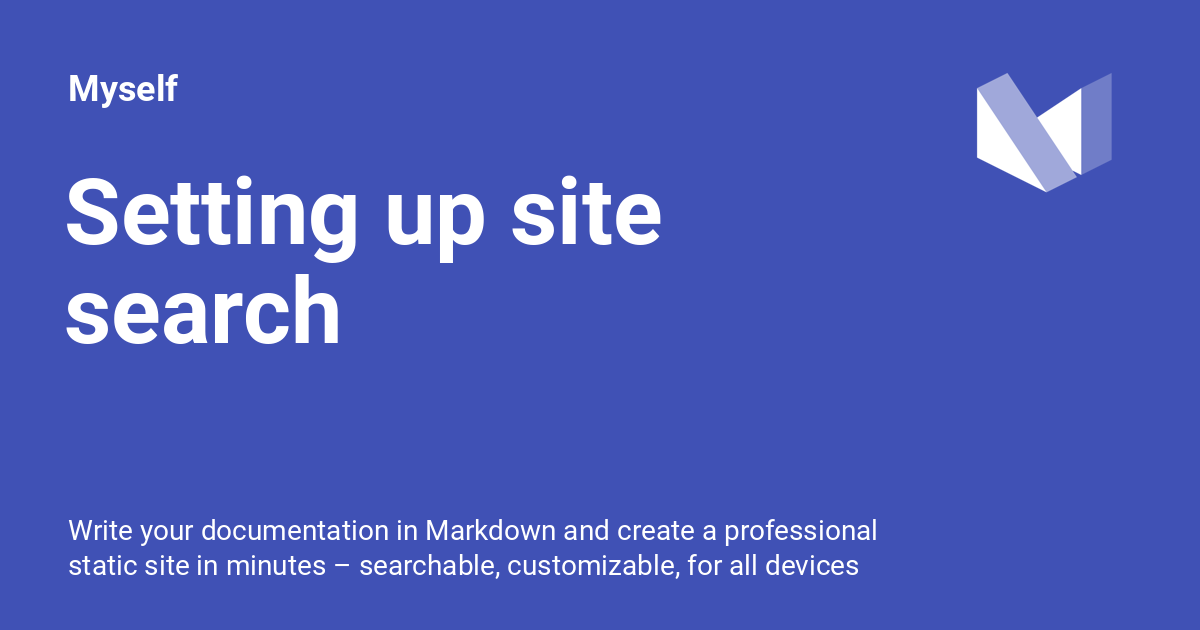 Myself
Setting up site
search
Write your documentation in Markdown and create a professional
static site in minutes – searchable, customizable, for all devices